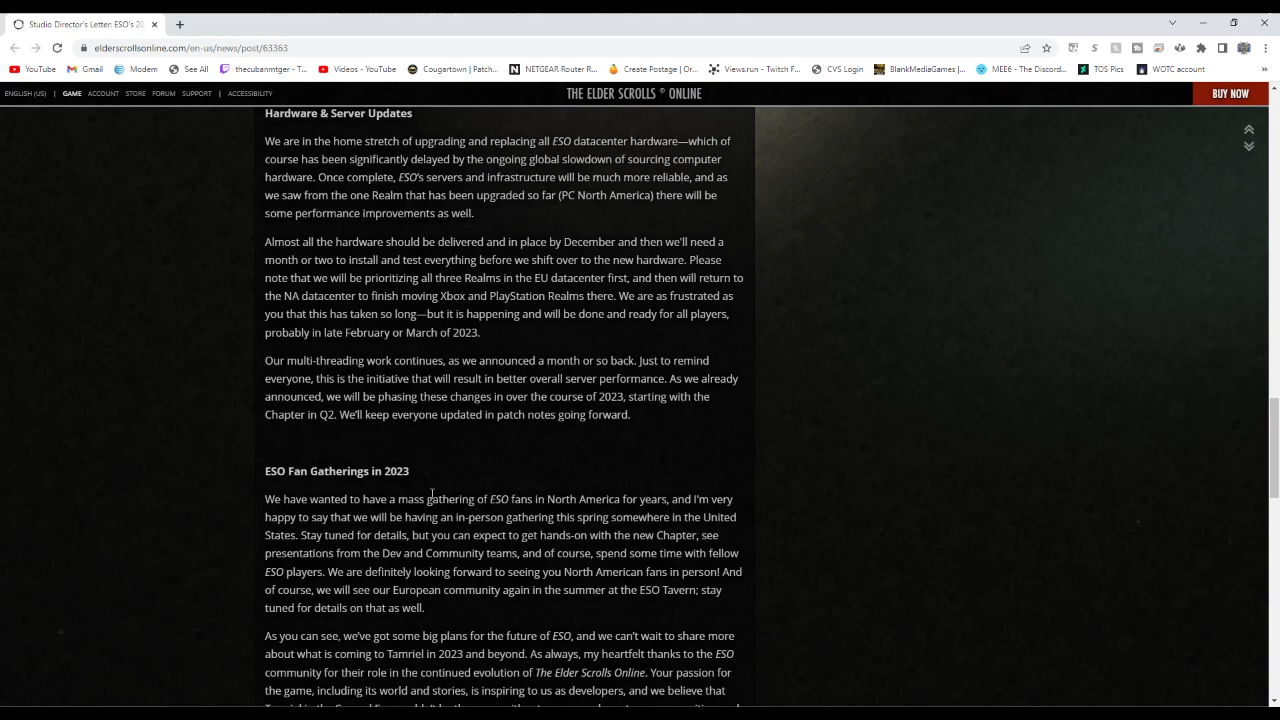 Studio Director's Letter: ESO's 20
elderscrollsonline.com/en-us/news/post/63363
YouTube
Gmail
Modem
See All
thecubanmtger - T...
Videos - YouTube
Cougartown | Patch...
NETGEAR Router R...
Create Postage | Or...
Views.run - Twitch F...
CVS Login
BlankMediaGames |...
MEE6 - The Discord...
TOS Pics
WOTC account
ENGLISH (US)
GAME
ACCOUNT
STORE
FORUM
SUPPORT
ACCESSIBILITY
THE ELDER SCROLLS ® ONLINE
BUY NOW
Hardware & Server Updates
We are in the home stretch of upgrading and replacing all ESO datacenter hardware—which of
course has been significantly delayed by the ongoing global slowdown of sourcing computer
hardware. Once complete, ESO's servers and infrastructure will be much more reliable, and as
we saw from the one Realm that has been upgraded so far (PC North America) there will be
some performance improvements as well.
Almost all the hardware should be delivered and in place by December and then we'll need a
month or two to install and test everything before we shift over to the new hardware. Please
note that we will be prioritizing all three Realms in the EU datacenter first, and then will return to
the NA datacenter to finish moving Xbox and PlayStation Realms there. We are as frustrated as
you that this has taken so long—but it is happening and will be done and ready for all players,
probably in late February or March of 2023.
Our multi-threading work continues, as we announced a month or so back. Just to remind
everyone, this is the initiative that will result in better overall server performance. As we already
announced, we will be phasing these changes in over the course of 2023, starting with the
Chapter in Q2. We'll keep everyone updated in patch notes going forward.
ESO Fan Gatherings in 2023
We have wanted to have a mass gathering of ESO fans in North America for years, and I'm very
happy to say that we will be having an in-person gathering this spring somewhere in the United
States. Stay tuned for details, but you can expect to get hands-on with the new Chapter, see
presentations from the Dev and Community teams, and of course, spend some time with fellow
ESO players. We are definitely looking forward to seeing you North American fans in person! And
of course, we will see our European community again in the summer at the ESO Tavern; stay
tuned for details on that as well.
As you can see, we've got some big plans for the future of ESO, and we can't wait to share more
about what is coming to Tamriel in 2023 and beyond. As always, my heartfelt thanks to the ESO
community for their role in the continued evolution of The Elder Scrolls Online. Your passion for
the game, including its world and stories, is inspiring to us as developers, and we believe that